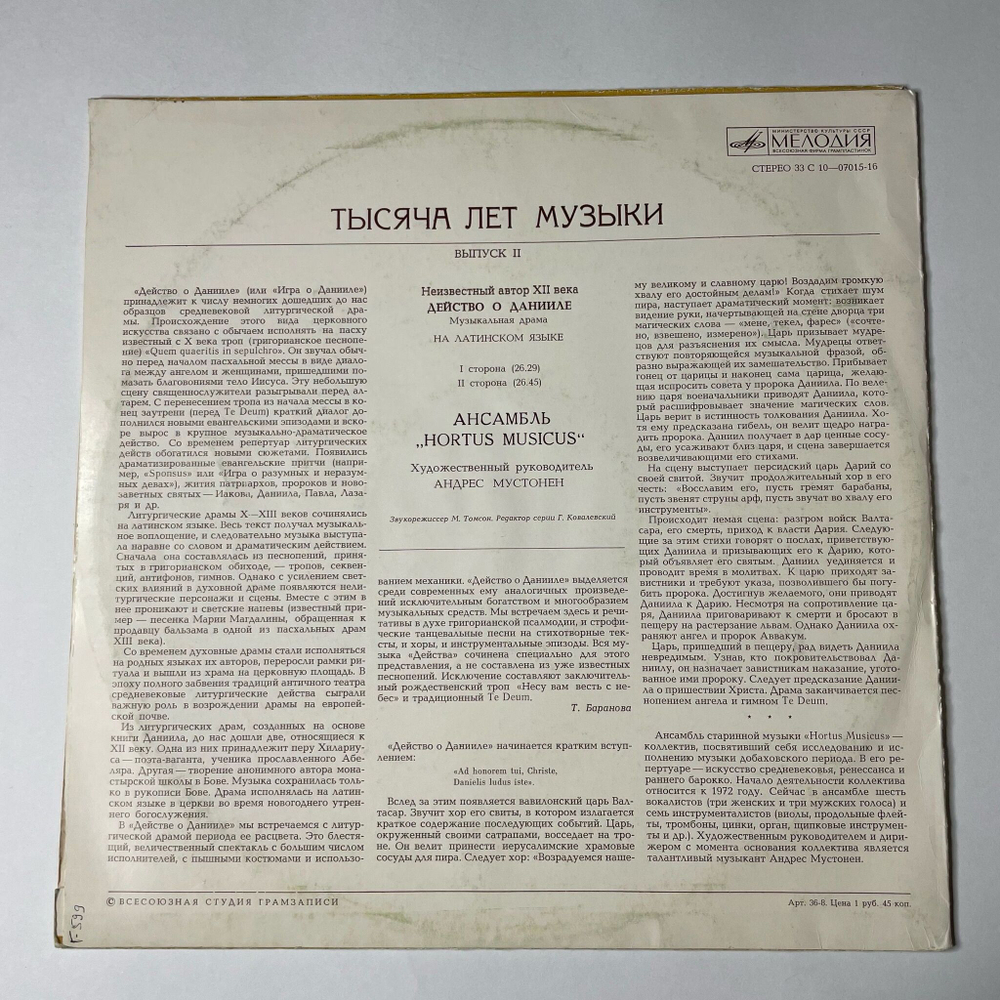 МИНИСТЕРСТВО КУЛЬТУРЫ СССР
МЕЛОДИЯ
ВСЕСОЮЗНАЯ ФИРМА ГРАМПЛАСТИНОК
СТЕРЕО 33 С 10—07015-16
ТЫСЯЧА ЛЕТ МУЗЫКИ
ВЫПУСК II
«Действо о Данииле» (или «Игра о Данииле»)
принадлежит к числу немногих дошедших до нас
образцов средневековой литургической дра-
мы. Происхождение этого вида церковного
искусства связано с обычаем исполнять на пасху
известный с X века троп (григорианское песнопе-
ние) «Quem quaeritis in sepulchro». Он звучал обыч-
но перед началом пасхальной мессы в виде диало-
га между ангелом и женщинами, пришедшими по-
мазать благовониями тело Иисуса. Эту небольшую
сцену священнослужители разыгрывали перед ал-
тарем. С перенесением тропа из начала мессы в ко-
нец заутрени (перед Te Deum) краткий диалог до-
полнился новыми евангельскими эпизодами и вско-
ре вырос в крупное музыкально-драматическое
действо. Со временем репертуар литургических
действ обогатился новыми сюжетами. Появились
драматизированные евангельские притчи (напри-
мер, «Sponsus» или «Игра о разумных и неразум-
ных девах»), жития патриархов, пророков и ново-
заветных святых — Иакова, Даниила, Павла, Лаза-
ря и др.
Литургические драмы X—XIII веков сочинялись
на латинском языке. Весь текст получал музыкаль-
ное воплощение, и следовательно музыка выступа-
ла наравне со словом и драматическим действием.
Сначала она составлялась из песнопений, приня-
тых в григорианском обиходе, — тропов, секвен-
ций, антифонов, гимнов. Однако с усилением свет-
ских влияний в духовной драме появляются нели-
тургические персонажи и сцены. Вместе с этим в
нее проникают и светские напевы (известный при-
мер — песенка Марии Магдалины, обращенная к
продавцу бальзама в одной из пасхальных драм
XIII века).
Со временем духовные драмы стали исполняться
на родных языках их авторов, переросли рамки ри-
туала и вышли из храма на церковную площадь. В
эпоху полного забвения традиций античного театра
средневековые литургические действа сыграли
важную роль в возрождении драмы на европей-
ской почве.
Из литургических драм, созданных на основе
книги Даниила, до нас дошли две, относящиеся к
XII веку. Одна из них принадлежит перу Хилариу-
са — поэта-ваганта, ученика прославленного Абе-
ляра. Другая — творение анонимного автора мона-
стырской школы в Бове. Музыка сохранилась толь-
ко в рукописи Бове. Драма исполнялась на латин-
ском языке в церкви во время новогоднего утрен-
него богослужения.
В «Действе о Данииле» мы встречаемся с литур-
гической драмой периода ее расцвета. Это блестя-
щий, величественный спектакль с большим числом
исполнителей, с пышными костюмами и использо-
Неизвестный автор XII века
ДЕЙСТВО О ДАНИИЛЕ
Музыкальная драма
НА ЛАТИНСКОМ ЯЗЫКЕ
I сторона (26.29)
II сторона (26.45)
АНСАМБЛЬ
„HORTUS MUSICUS“
Художественный руководитель
АНДРЕС МУСТОНЕН
Звукорежиссер М. Томсон. Редактор серии Г. Ковалевский
ванием механики. «Действо о Данииле» выделяется
среди современных ему аналогичных произведе-
ний исключительным богатством и многообразием
музыкальных средств. Мы встречаем здесь и речи-
тативы в духе григорианской псалмодии, и строфи-
ческие танцевальные песни на стихотворные тек-
сты, и хоры, и инструментальные эпизоды. Вся му-
зыка «Действа» сочинена специально для этого
представления, а не составлена из уже известных
песнопений. Исключение составляют заключитель-
ный рождественский троп «Несу вам весть с не-
бес» и традиционный Te Deum.
Т. Баранова
«Действо о Данииле» начинается кратким вступ-
лением:
«Ad honorem tui, Christe,
Danielis ludus iste».
Вслед за этим появляется вавилонский царь Вал-
тасар. Звучит хор его свиты, в котором излагается
краткое содержание последующих событий. Царь,
окруженный своими сатрапами, восседает на тро-
не. Он велит принести иерусалимские храмовые
сосуды для пира. Следует хор: «Возрадуемся наше-
му великому и славному царю! Воздадим громкую
хвалу его достойным делам!» Когда стихает шум
пира, наступает драматический момент: возникает
видение руки, начертывающей на стене дворца три
магических слова — «мене, текел, фарес» («сочте-
но, взвешено, измерено»). Царь призывает мудре-
цов для разъяснения их смысла. Мудрецы ответ-
ствуют повторяющейся музыкальной фразой, об-
разно выражающей их замешательство. Прибывает
гонец от царицы и наконец сама царица, желаю-
щая испросить совета у пророка Даниила. По веле-
нию царя военачальники приводят Даниила, кото-
рый расшифровывает значение магических слов.
Царь верит в истинность толкования Даниила. Хо-
тя ему предсказана гибель, он велит щедро награ-
дить пророка. Даниил получает в дар ценные сосу-
ды, его усаживают близ царя, и сцена завершается
возвеличивающими его стихами.
На сцену выступает персидский царь Дарий со
своей свитой. Звучит продолжительный хор в его
честь: «Восславим его, пусть гремят барабаны,
пусть звенят струны арф, пусть звучат во хвалу его
инструменты».
Происходит немая сцена: разгром войск Валта-
сара, его смерть, приход к власти Дария. Следую-
щие за этим стихи говорят о послах, приветствую-
щих Даниила и призывающих его к Дарию, кото-
рый объявляет его святым. Даниил уединяется и
проводит время в молитвах. К царю приходят за-
вистники и требуют указа, позволившего бы погу-
бить пророка. Достигнув желаемого, они приводят
Даниила к Дарию. Несмотря на сопротивление ца-
ря, Даниила приговаривают к смерти и бросают в
пещеру на растерзание львам. Однако Даниила ох-
раняют ангел и пророк Аввакум.
Царь, пришедший в пещеру, рад видеть Даниила
невредимым. Узнав, кто покровительствовал Да-
ниилу, он назначает завистникам наказание, угото-
ванное ими пророку. Следует предсказание Дании-
ла о пришествии Христа. Драма заканчивается пес-
нопением ангела и гимном Te Deum.
* * *
Ансамбль старинной музыки «Hortus Musicus» —
коллектив, посвятивший себя исследованию и ис-
полнению музыки добаховского периода. В его ре-
пертуаре — искусство средневековья, ренессанса и
раннего барокко. Начало деятельности коллектива
относится к 1972 году. Сейчас в ансамбле шесть
вокалистов (три женских и три мужских голоса) и
семь инструменталистов (виолы, продольные флей-
ты, тромбоны, цинки, орган, щипковые инструмен-
ты и др.). Художественным руководителем и дири-
жером с момента основания коллектива является
талантливый музыкант Андрес Мустонен.
© ВСЕСОЮЗНАЯ СТУДИЯ ГРАМЗАПИСИ
Арт. 36-8. Цена 1 руб. 45 коп.
Г-599